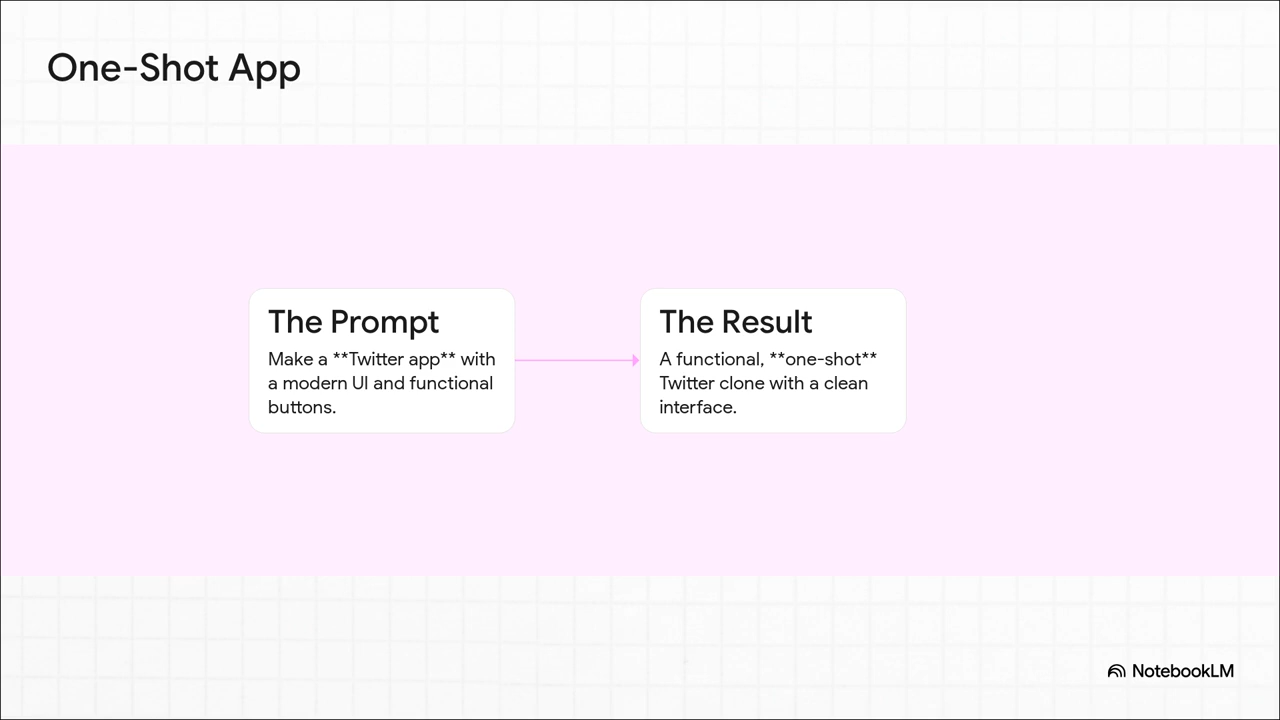 One-Shot App
The Prompt
Make a **Twitter app** with
a modern UI and functional
buttons.
The Result
A functional, **one-shot**
Twitter clone with a clean
interface.
NotebookLM